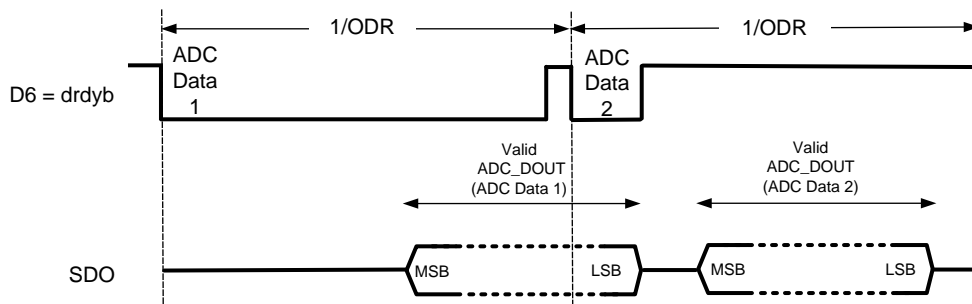 1/ODR
1/ODR
ADC
Data
1
ADC
Data
2
D6 = drdyb
Valid
ADC_DOUT
(ADC Data 1)
Valid
ADC_DOUT
(ADC Data 2)
SDO
MSB
LSB
MSB
LSB